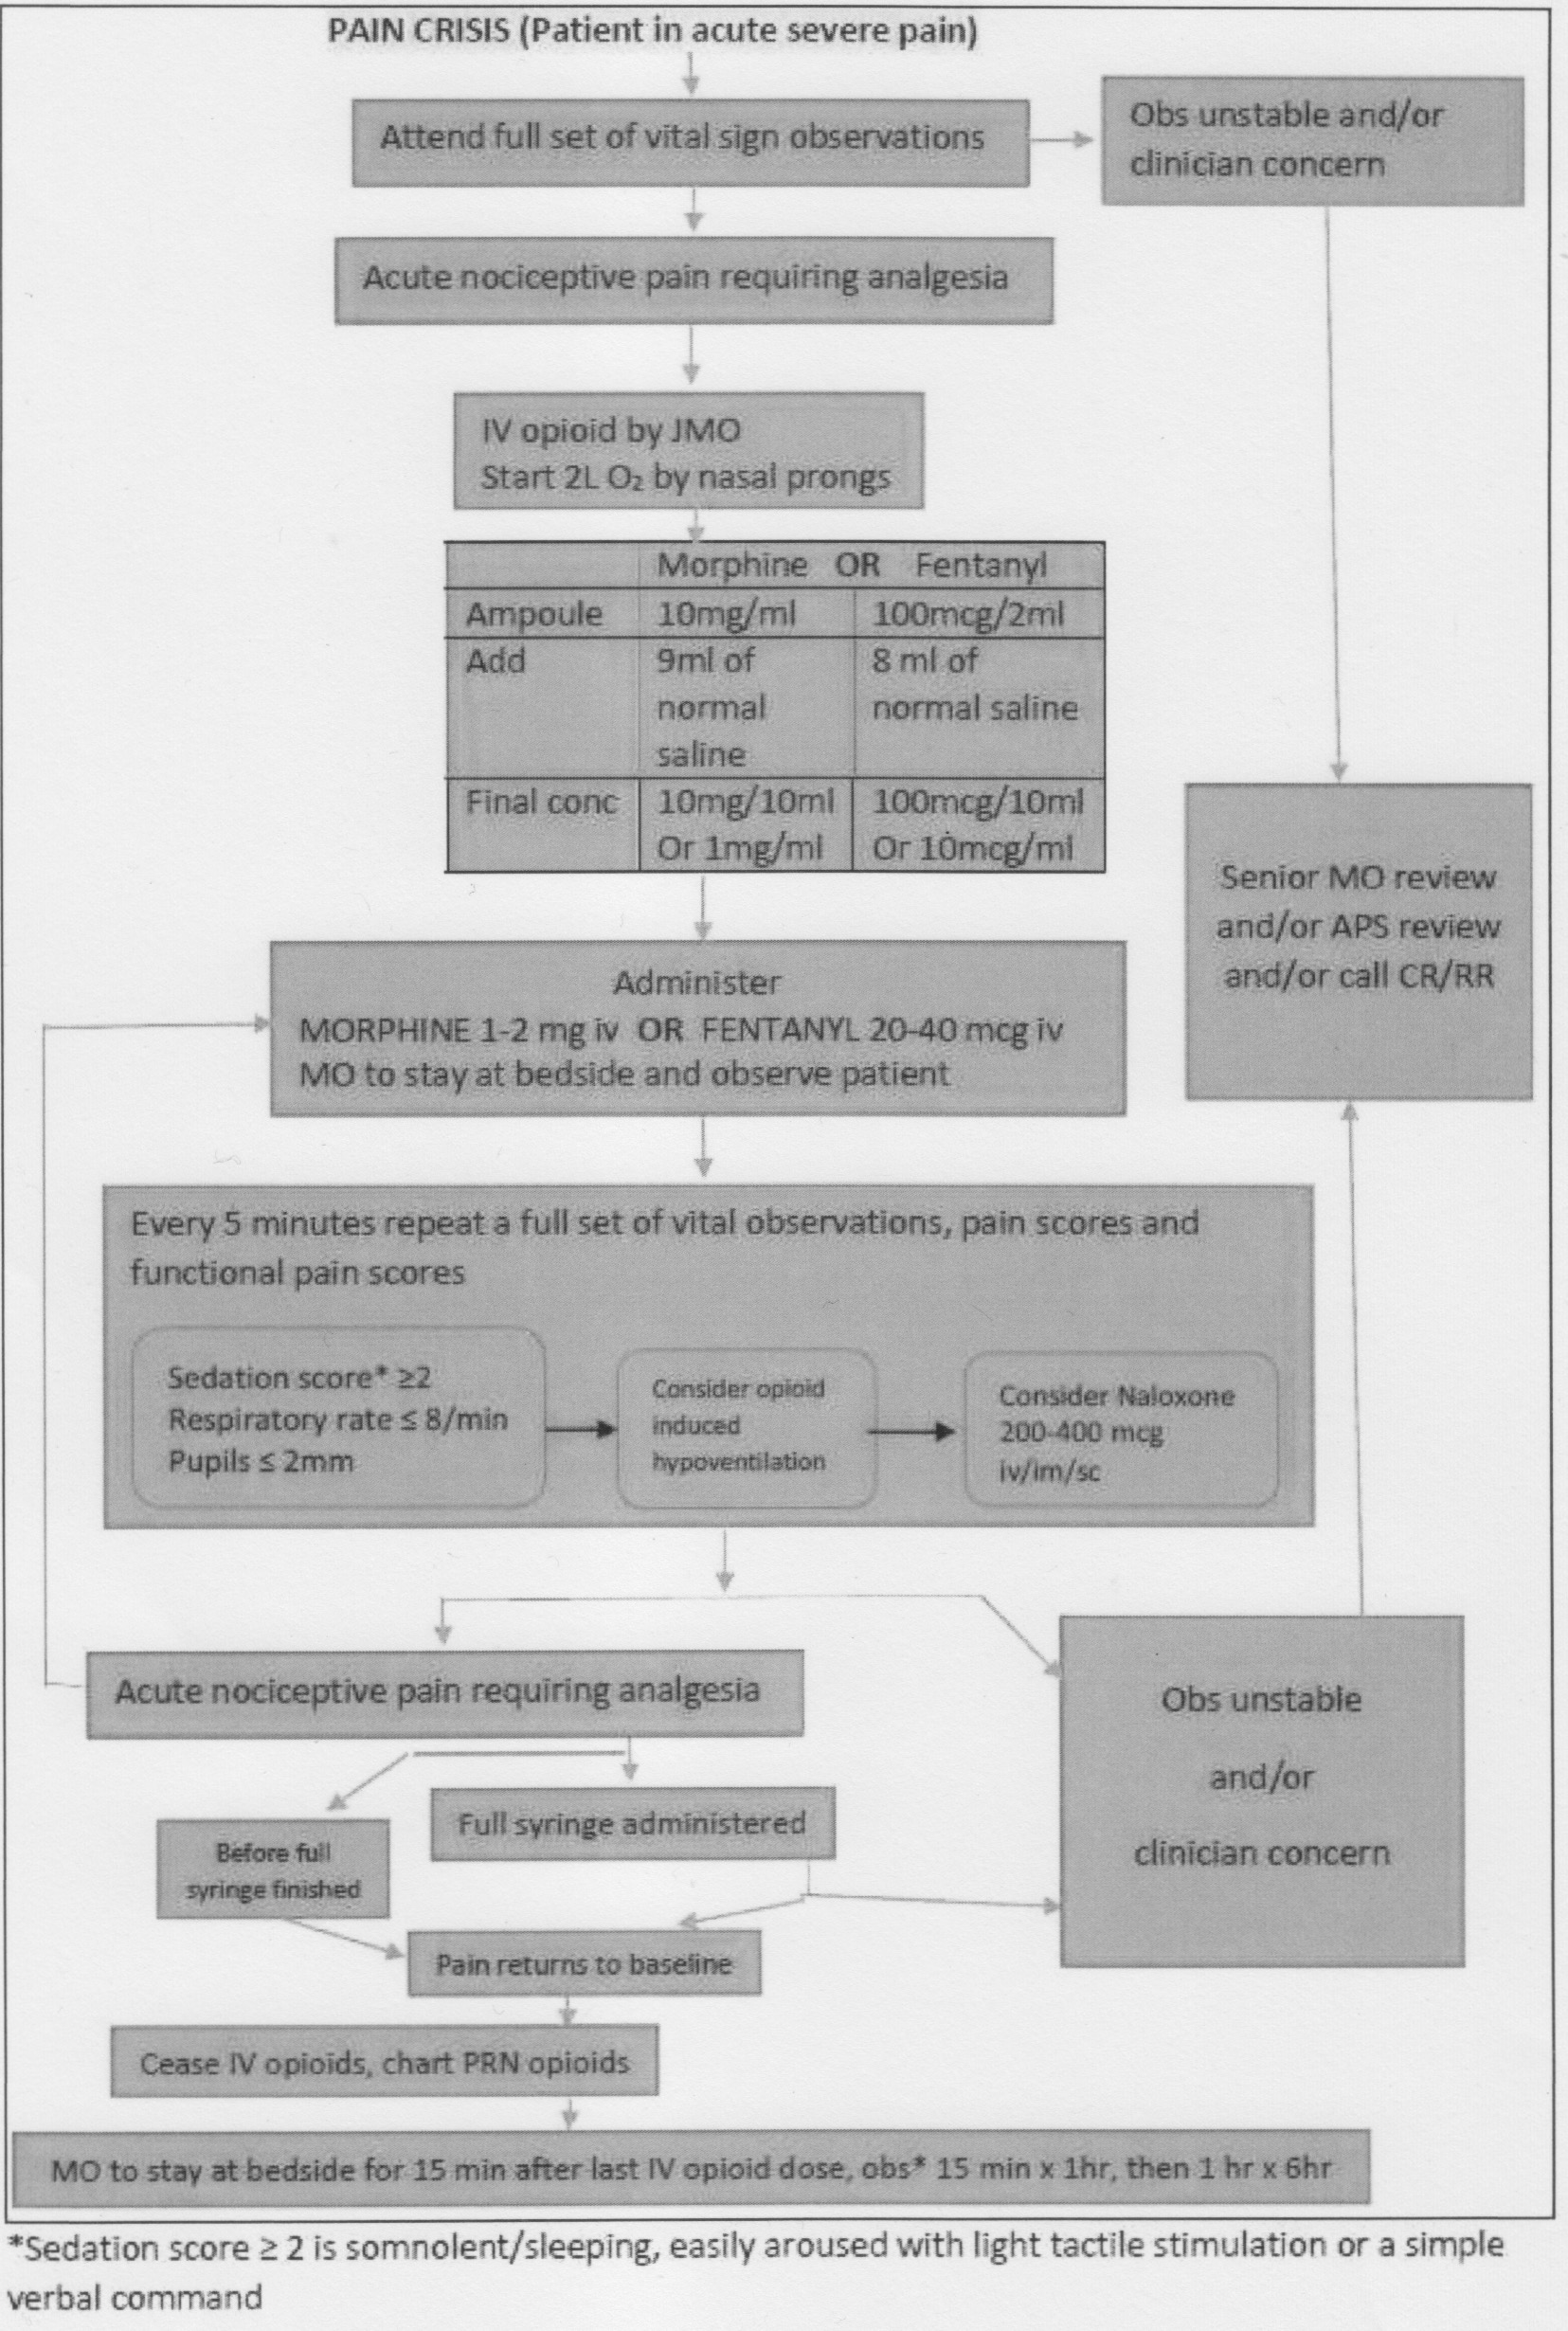 PAIN CRISIS (Patient in acute severe pain)
Attend full set of vital sign observations
Obs unstable and/or
clinician concern
Acute nociceptive pain requiring analgesia
IV opioid by JMO
Start 2L O₂ by nasal prongs
Morphine OR Fentanyl
Ampoule 10mg/ml 100mcg/2ml
Add 9ml of 8 ml of
normal normal saline
saline
Final conc 10mg/10ml 100mcg/10ml
Or 1mg/ml Or 10mcg/ml
Senior MO review
and/or APS review
and/or call CR/RR
Administer
MORPHINE 1-2 mg iv OR FENTANYL 20-40 mcg iv
MO to stay at bedside and observe patient
Every 5 minutes repeat a full set of vital observations, pain scores and
functional pain scores
Sedation score* ≥2
Respiratory rate ≤ 8/min
Pupils ≤ 2mm
Consider opioid
induced
hypoventilation
Consider Naloxone
200-400 mcg
iv/im/sc
Acute nociceptive pain requiring analgesia
Obs unstable
and/or
clinician concern
Full syringe administered
Before full
syringe finished
Pain returns to baseline
Cease IV opioids, chart PRN opioids
MO to stay at bedside for 15 min after last IV opioid dose, obs* 15 min x 1hr, then 1 hr x 6hr
*Sedation score ≥ 2 is somnolent/sleeping, easily aroused with light tactile stimulation or a simple
verbal command